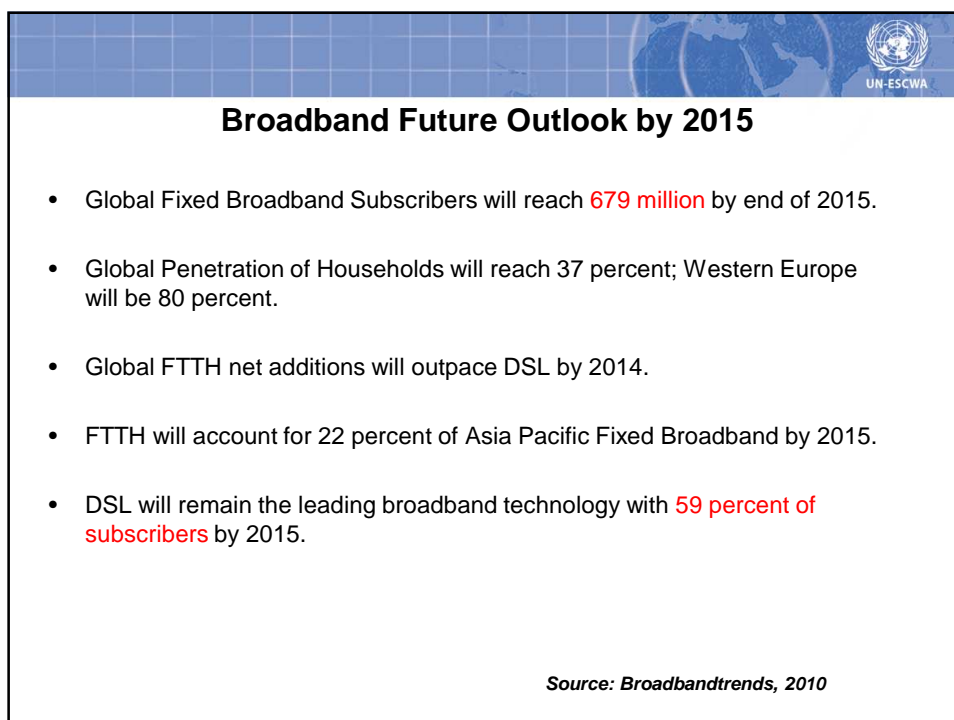 UN-ESCWA
Broadband Future Outlook by 2015
• Global Fixed Broadband Subscribers will reach 679 million by end of 2015.
• Global Penetration of Households will reach 37 percent; Western Europe
will be 80 percent.
• Global FTTH net additions will outpace DSL by 2014.
• FTTH will account for 22 percent of Asia Pacific Fixed Broadband by 2015.
• DSL will remain the leading broadband technology with 59 percent of
subscribers by 2015.
Source: Broadbandtrends, 2010